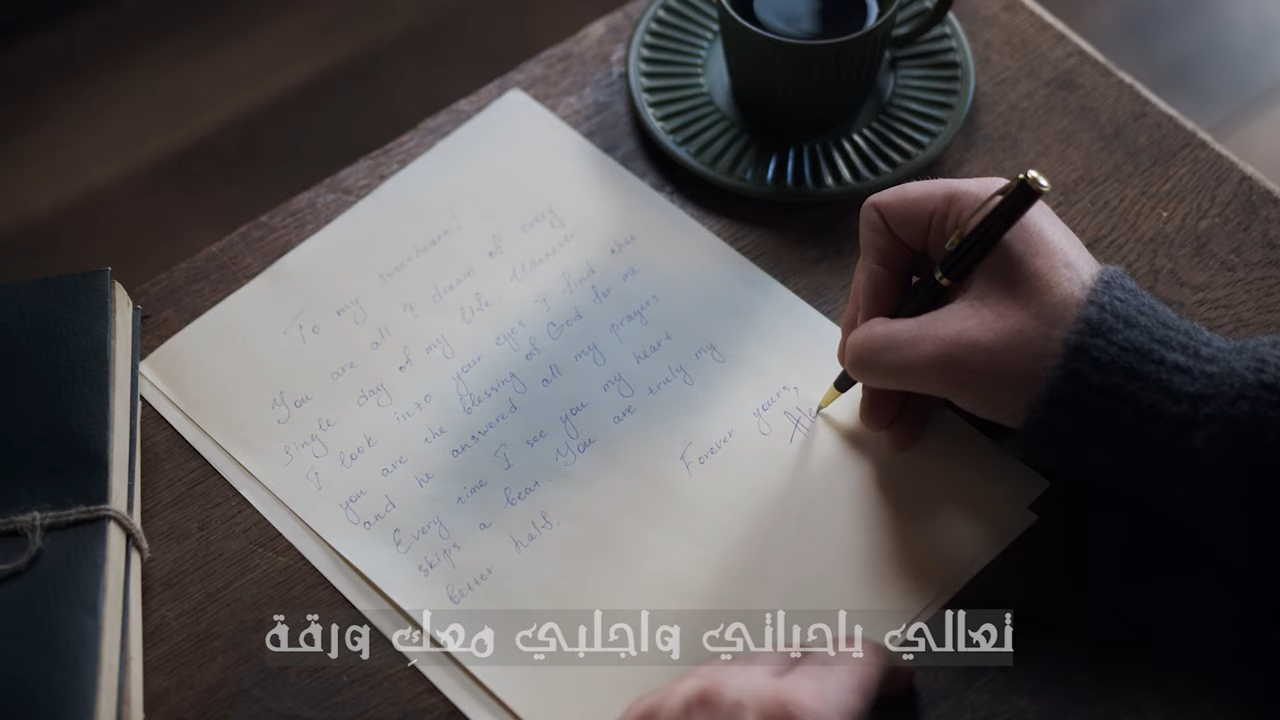 To my sweetheart!
You are all I dream of every
single day of my life. Whenever
I look into your eyes I find that
you are the blessing of God for me
and he answered all my prayers
Every time I see you my heart
skips a beat. You are truly my
better half.
Forever yours,
Ale
تعالي ياحياتي واجلبي معكِ ورقة